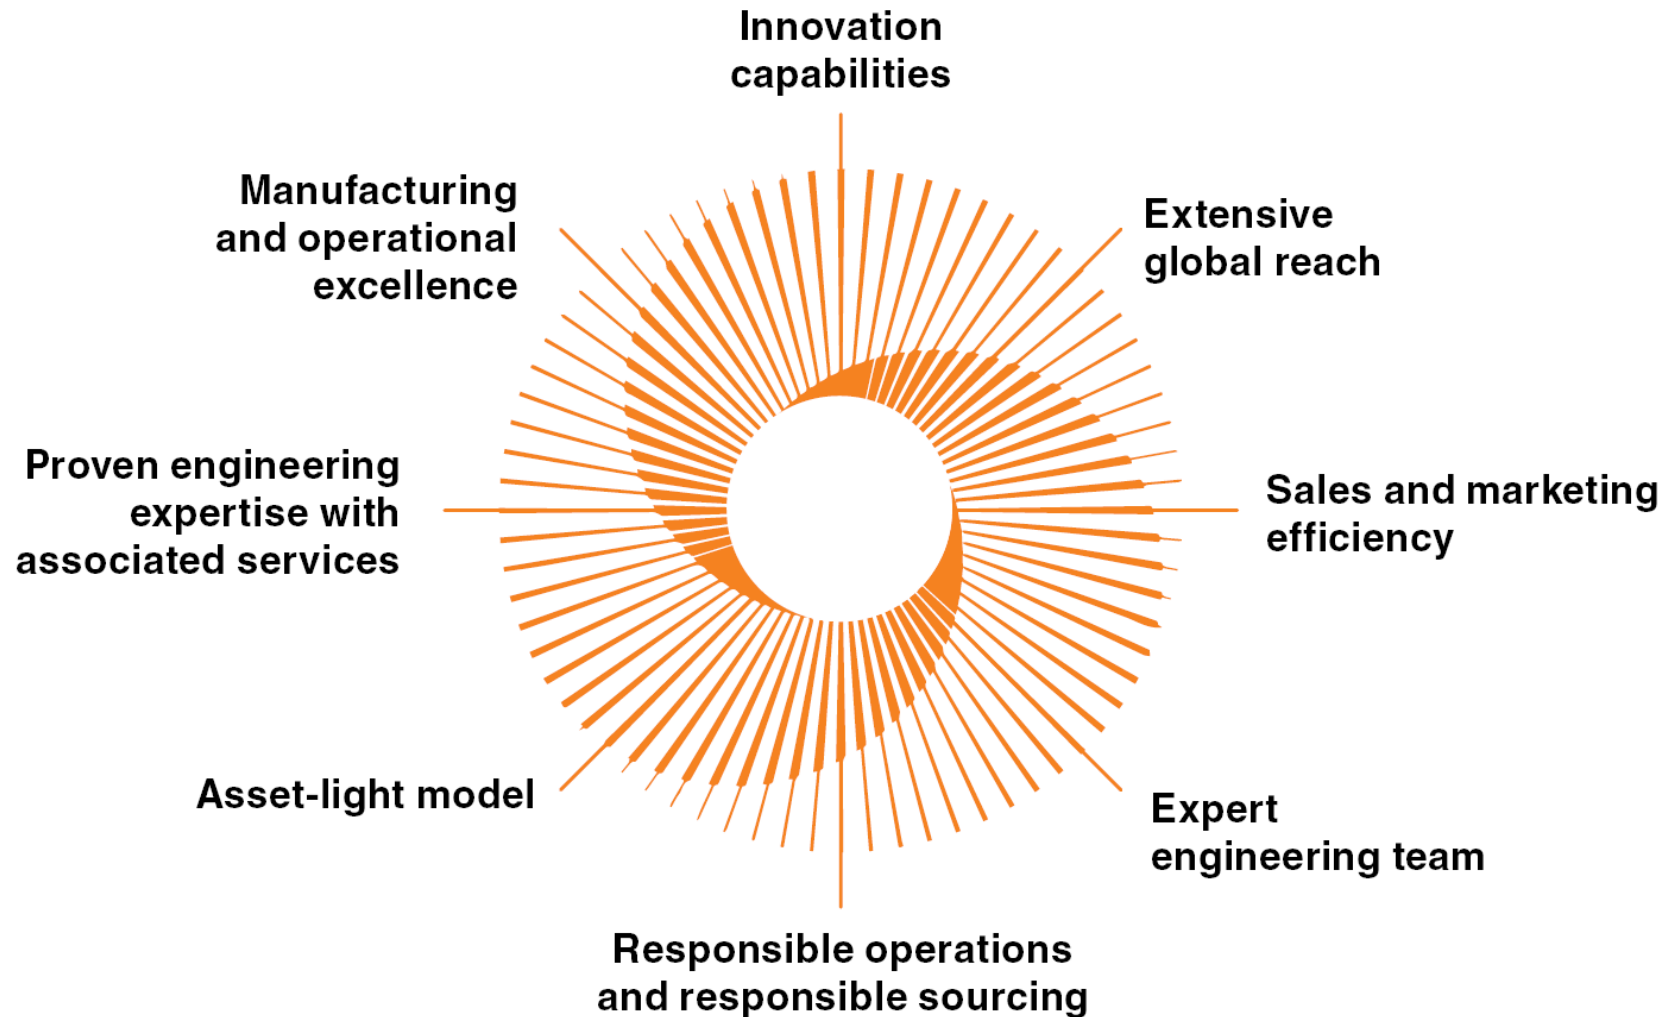 Innovation
capabilities
Extensive
global reach
Sales and marketing
efficiency
Expert
engineering team
Responsible operations
and responsible sourcing
Asset-light model
Proven engineering
expertise with
associated services
Manufacturing
and operational
excellence